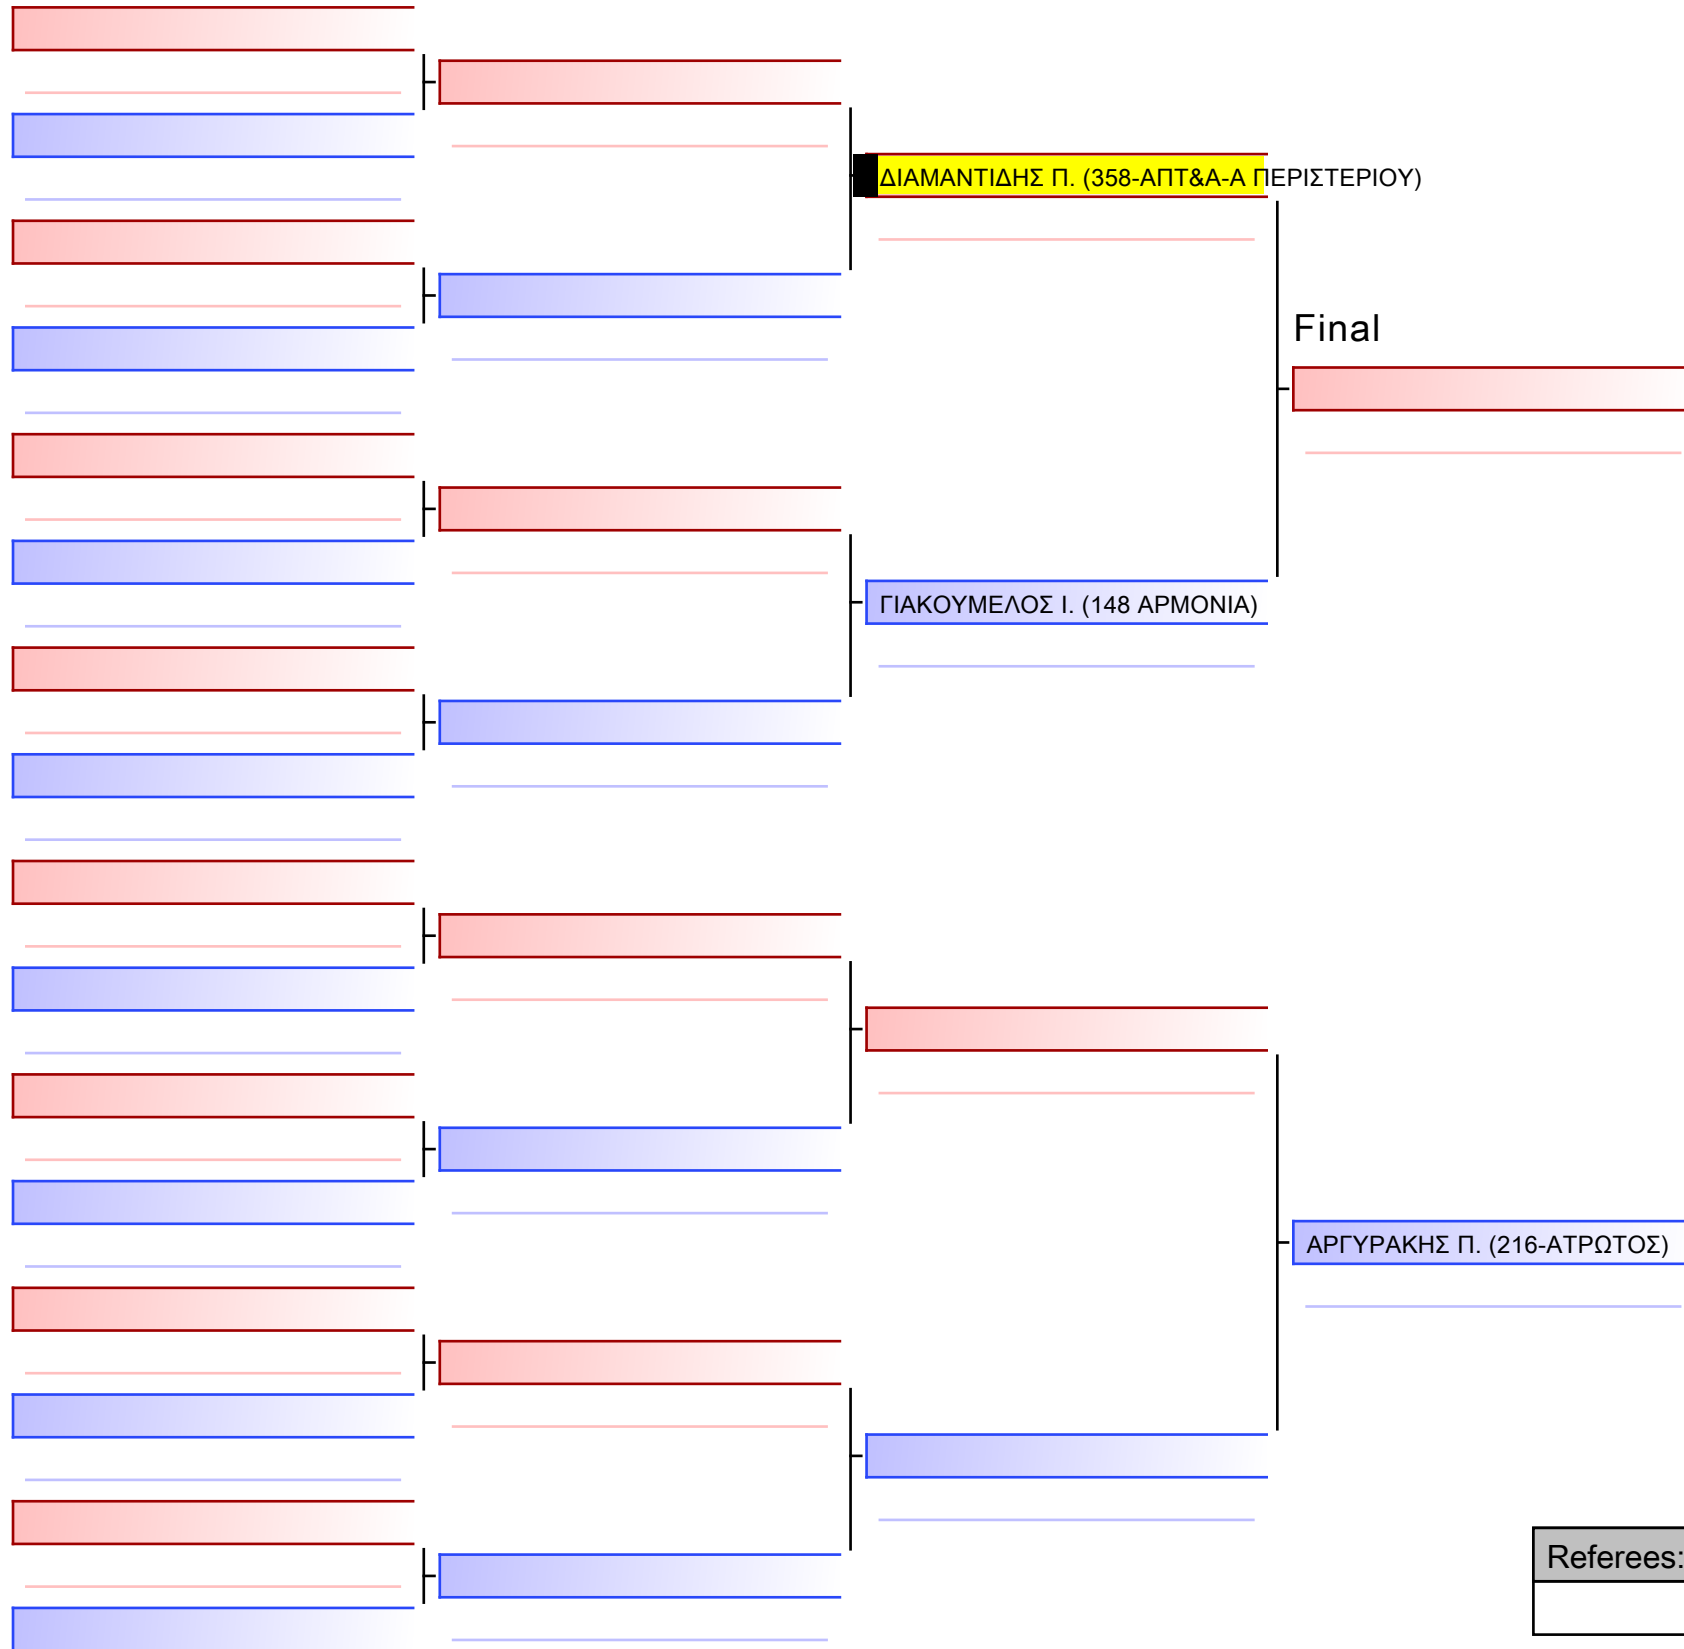 ΔΙΑΜΑΝΤΙΔΗΣ Π. (358-ΑΠΤ&Α-Α ΠΕΡΙΣΤΕΡΙΟΥ)
Final
ΓΙΑΚΟΥΜΕΛΟΣ Ι. (148 ΑΡΜΟΝΙΑ)
ΑΡΓΥΡΑΚΗΣ Π. (216-ΑΤΡΩΤΟΣ)
Referees: